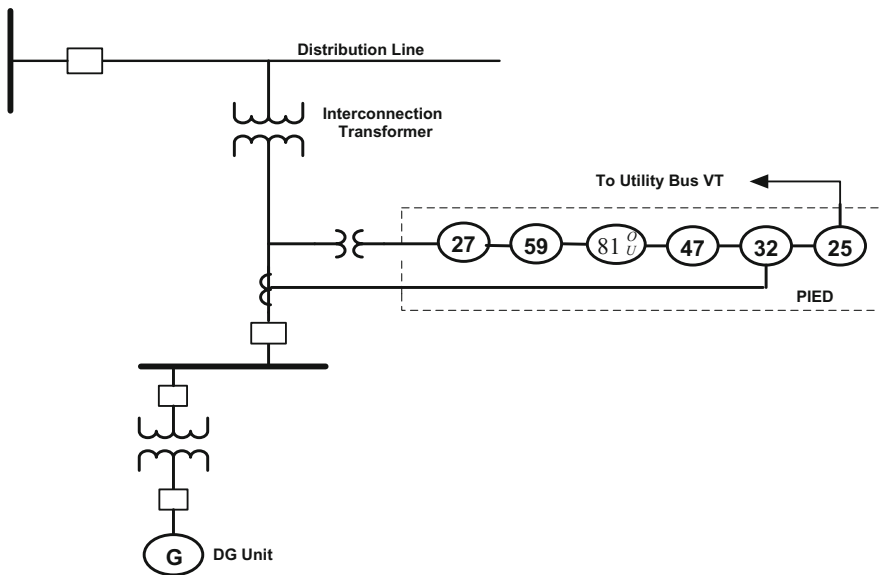 Distribution Line
Interconnection
Transformer
To Utility Bus VT
27 59 81 O U 47 32 25
PIED
G DG Unit